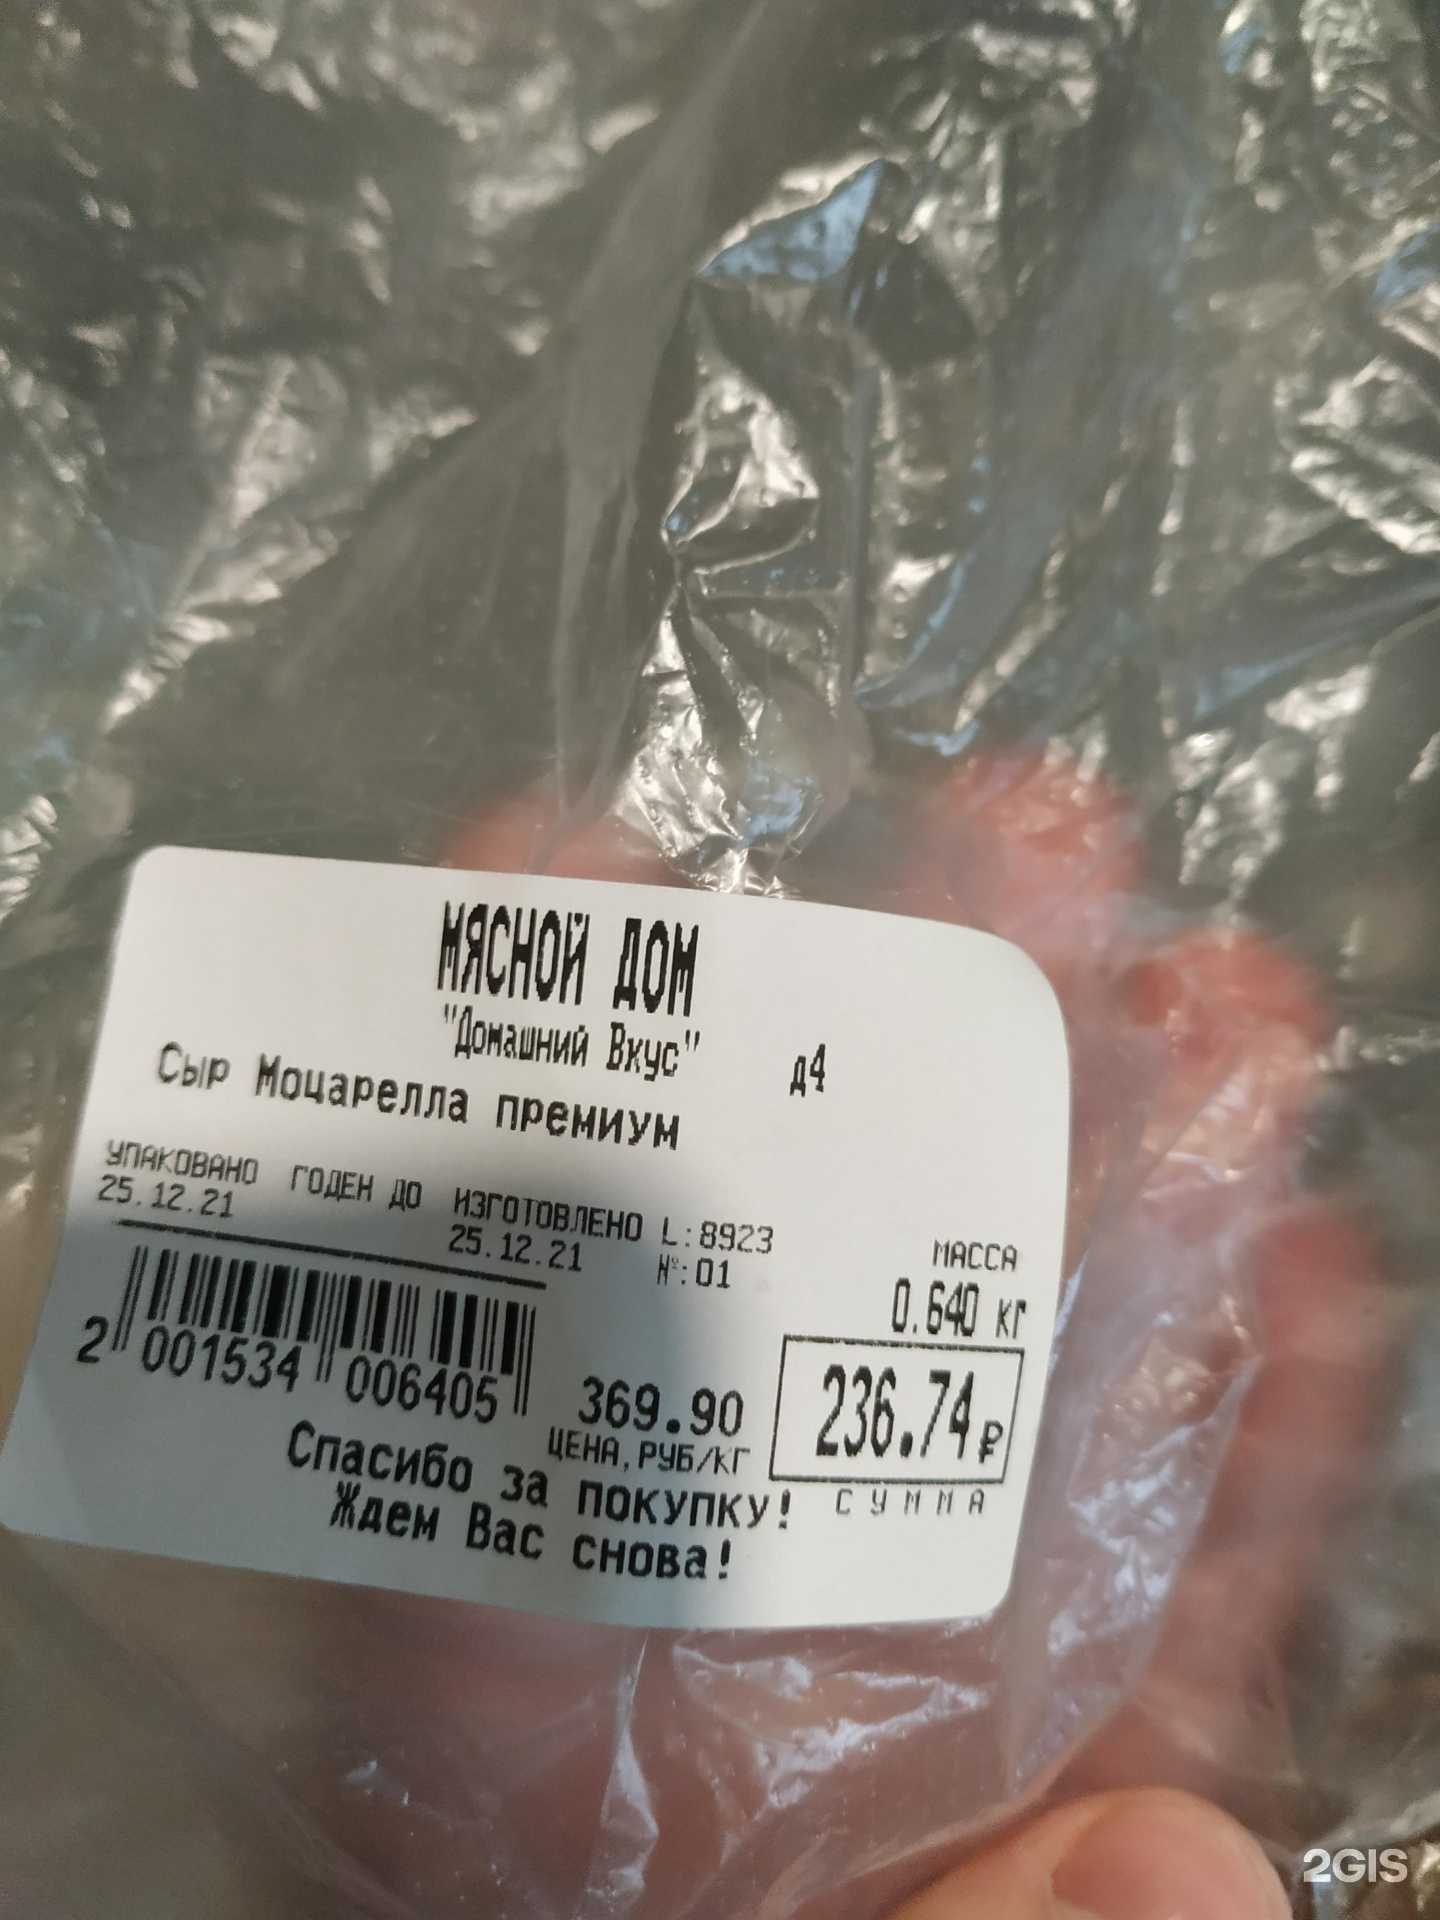 МЯСНОЙ ДОМ
"Домашний Вкус" д4
Сыр Моцарелла премиум
УПАКОВАНО ГОДЕН ДО ИЗГОТОВЛЕНО L:8923
25.12.21 25.12.21 №:01
МАССА
0.640 кг
2 001534 006405
369.90 236.74₽
ЦЕНА,РУБ/КГ СУММА
Спасибо за покупку!
Ждем Вас снова!
2GIS